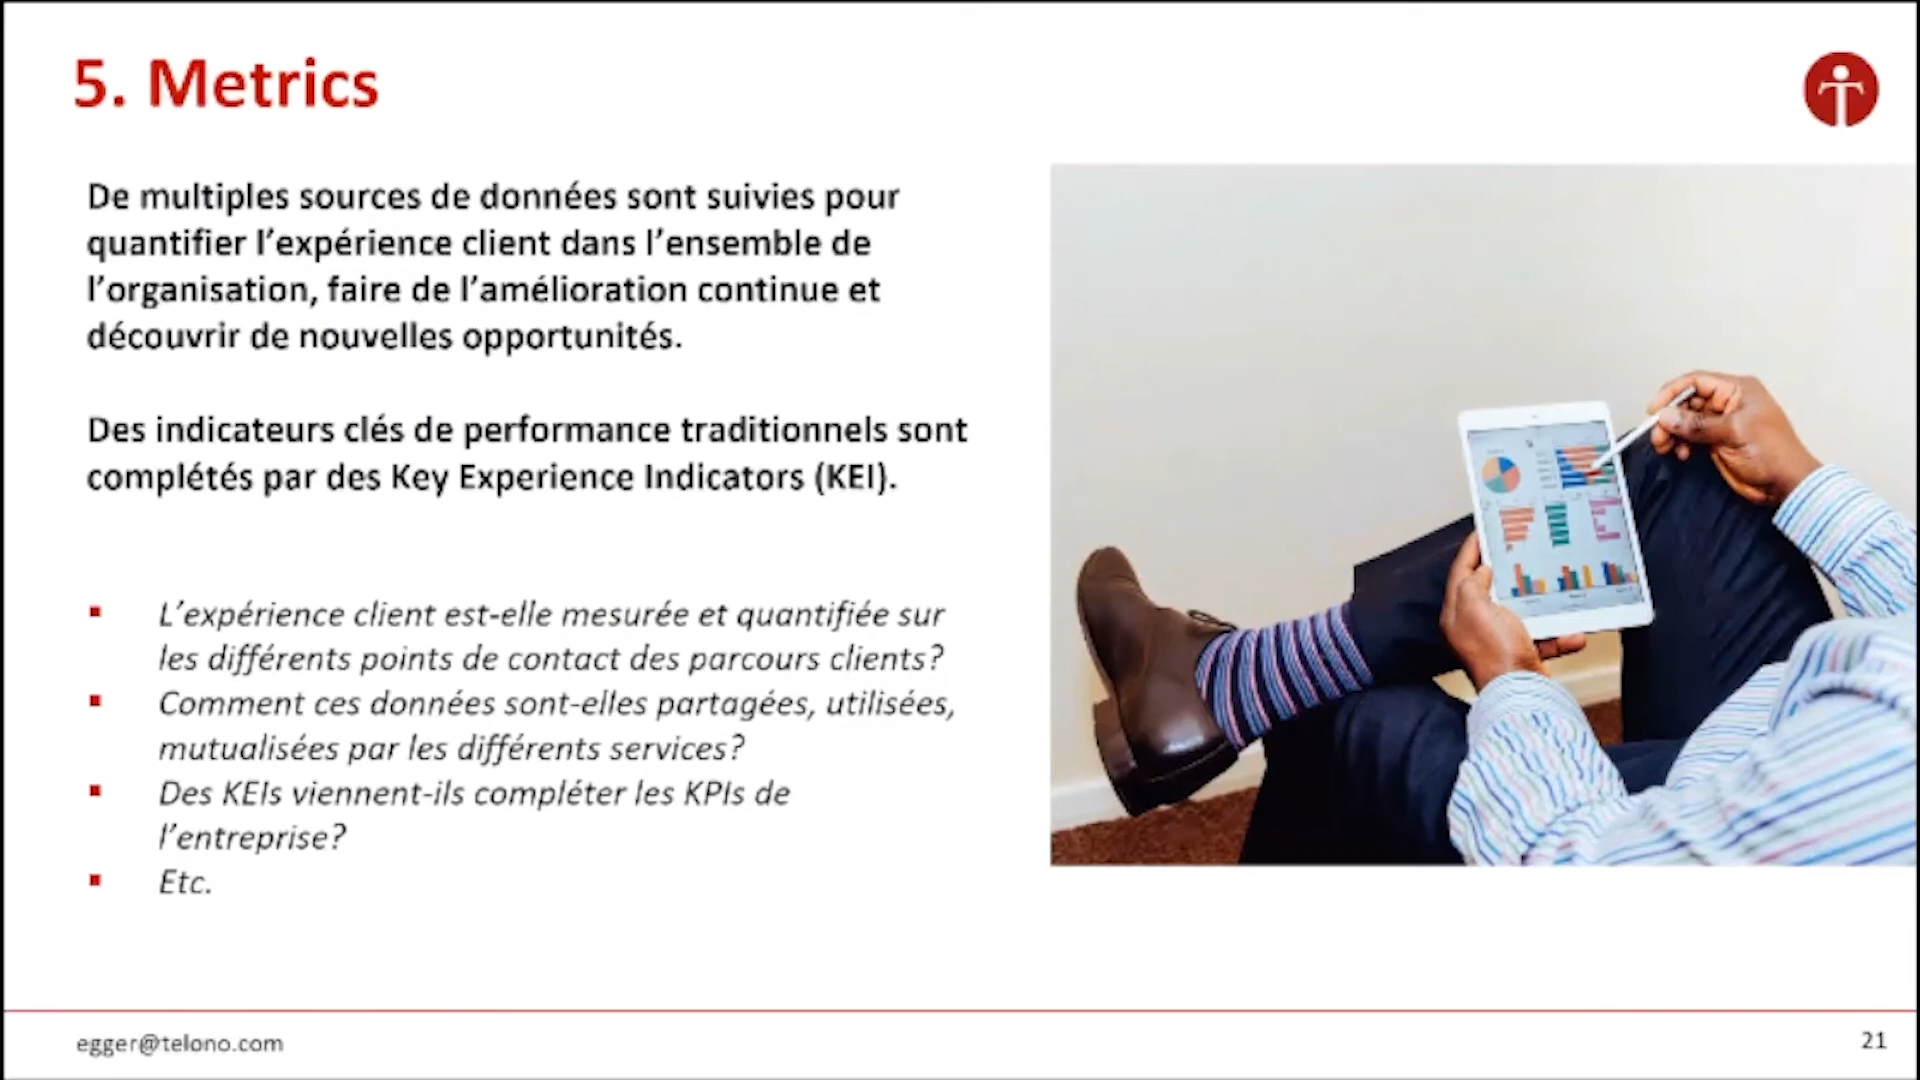 5. Metrics
De multiples sources de données sont suivies pour
quantifier l’expérience client dans l’ensemble de
l’organisation, faire de l’amélioration continue et
découvrir de nouvelles opportunités.
Des indicateurs clés de performance traditionnels sont
complétés par des Key Experience Indicators (KEI).
L’expérience client est-elle mesurée et quantifiée sur
les différents points de contact des parcours clients?
Comment ces données sont-elles partagées, utilisées,
mutualisées par les différents services?
Des KEIs viennent-ils compléter les KPIs de
l’entreprise?
Etc.
egger@telono.com
21